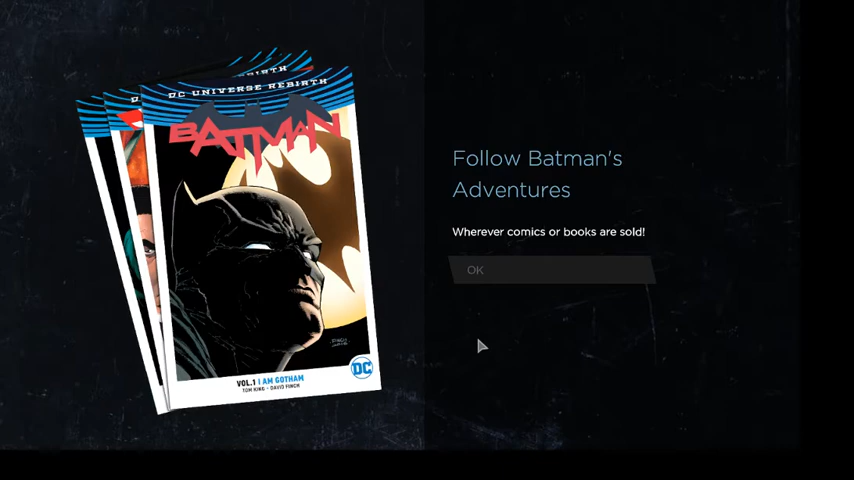 DC UNIVERSE REBIRTH
BATMAN
VOL.1 I AM GOTHAM
TOM KING • DAVID FINCH
DC
Follow Batman's
Adventures
Wherever comics or books are sold!
OK